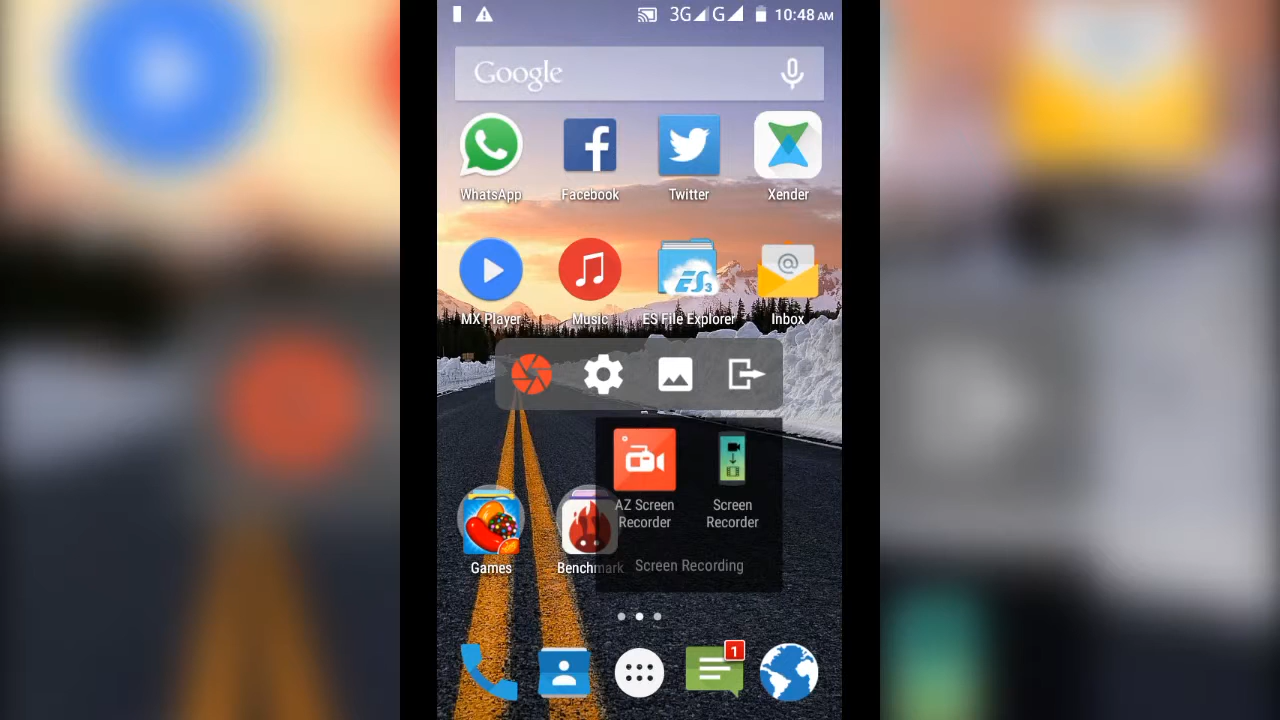 3G G 10:48 AM
Google
WhatsApp Facebook Twitter Xender
MX Player Music ES File Explorer Inbox
AZ Screen Recorder
Screen Recorder
Games Benchmark
Screen Recording
1